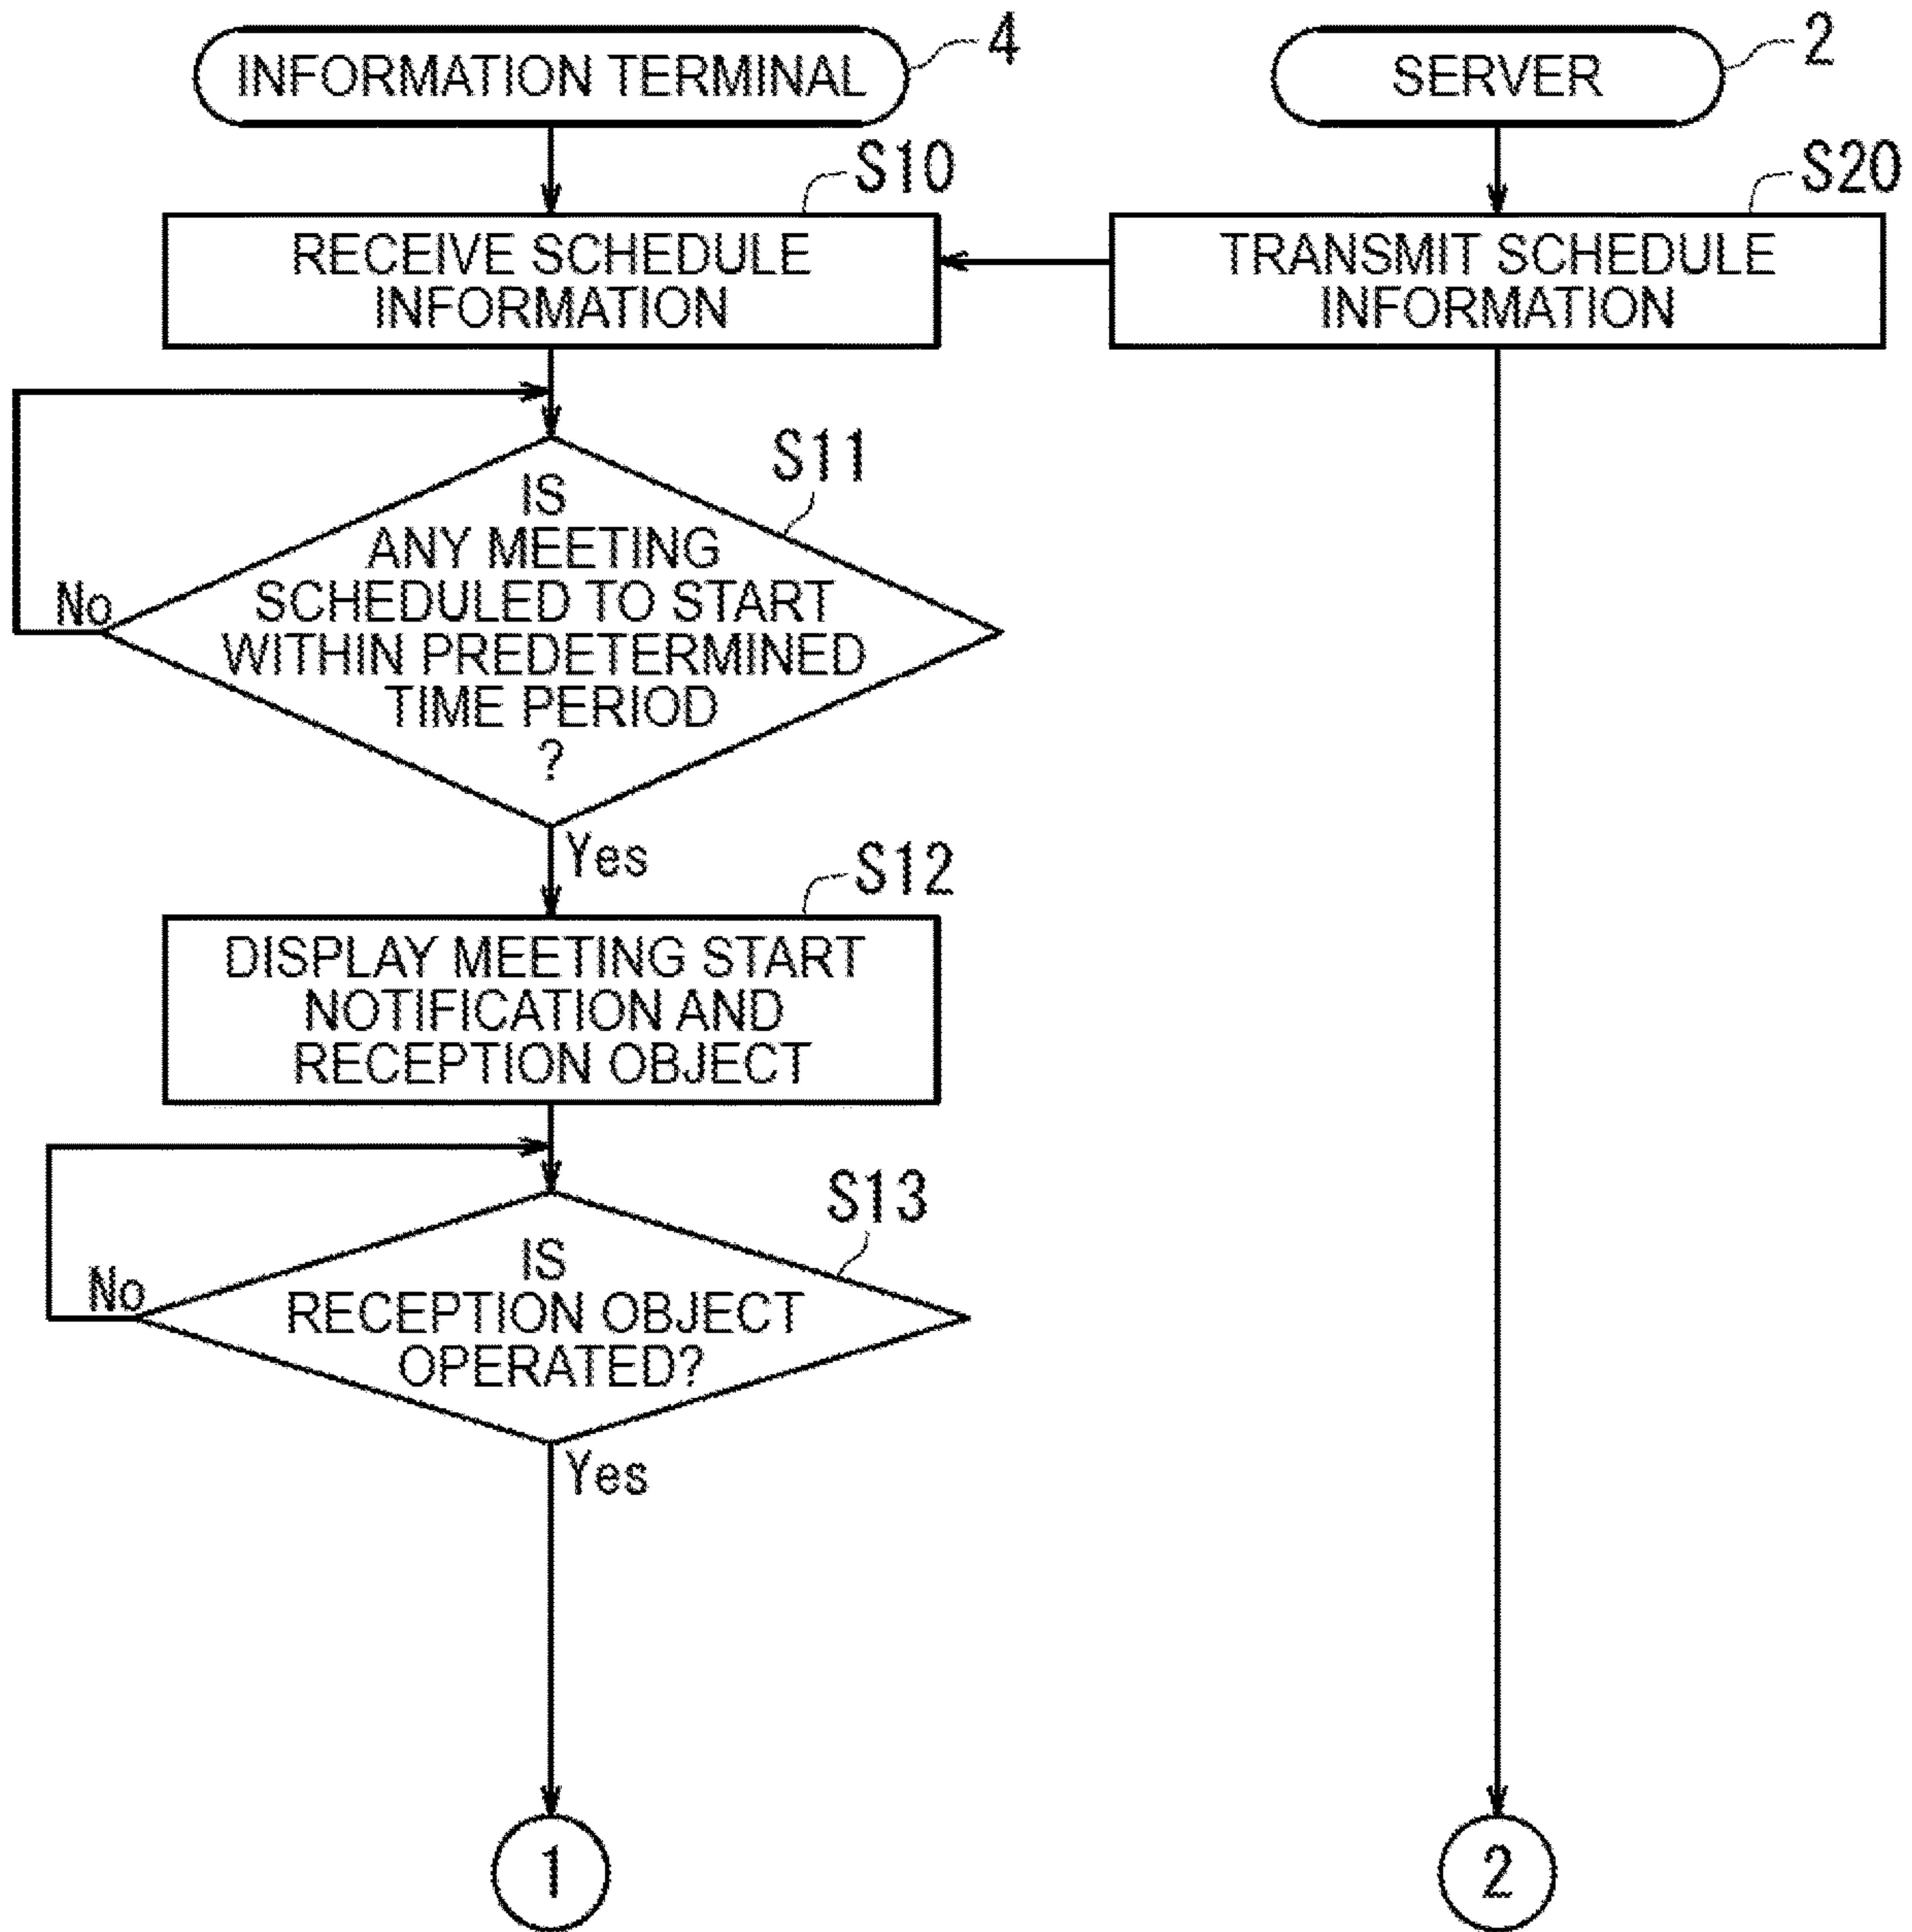 INFORMATION TERMINAL
4
SERVER
2
S10
S20
RECEIVE SCHEDULE
INFORMATION
TRANSMIT SCHEDULE
INFORMATION
S11
IS
ANY MEETING
SCHEDULED TO START
WITHIN PREDETERMINED
TIME PERIOD
?
No
Yes
S12
DISPLAY MEETING START
NOTIFICATION AND
RECEPTION OBJECT
S13
IS
RECEPTION OBJECT
OPERATED?
No
Yes
1
2